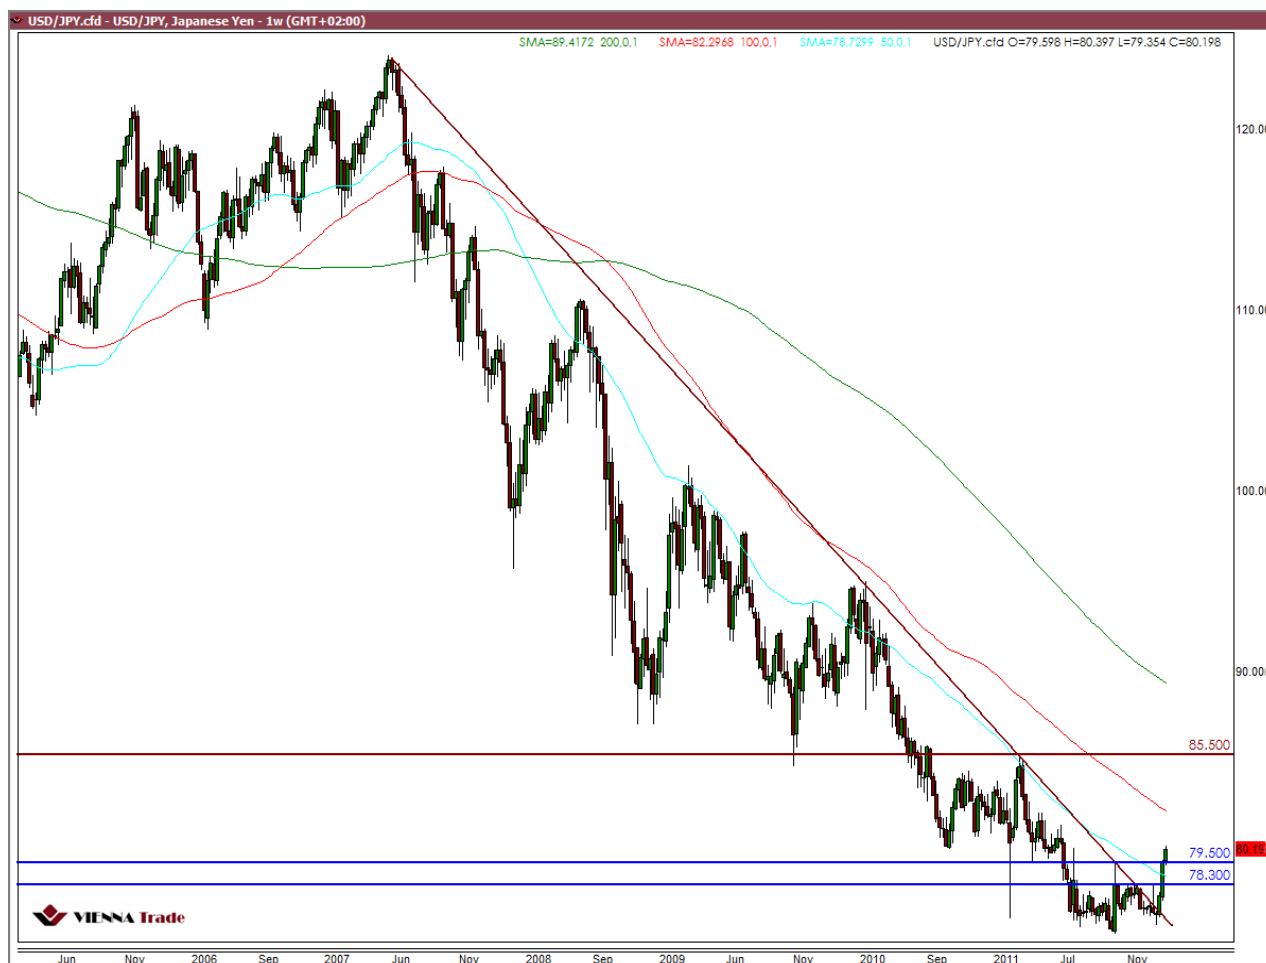 USD/JPY.cfd - USD/JPY, Japanese Yen - 1w (GMT+02:00)
SMA=89.4172 200,0,1 SMA=82.2968 100,0,1 SMA=78.7299 50,0,1 USD/JPY.cfd O=79.598 H=80.397 L=79.354 C=80.198
120.00
110.00
100.00
90.000
85.500
80.19
79.500
78.300
VIENNA Trade
Jun Nov 2006 Sep 2007 Jun Nov 2008 Sep 2009 Jun Nov 2010 Sep 2011 Jul Nov